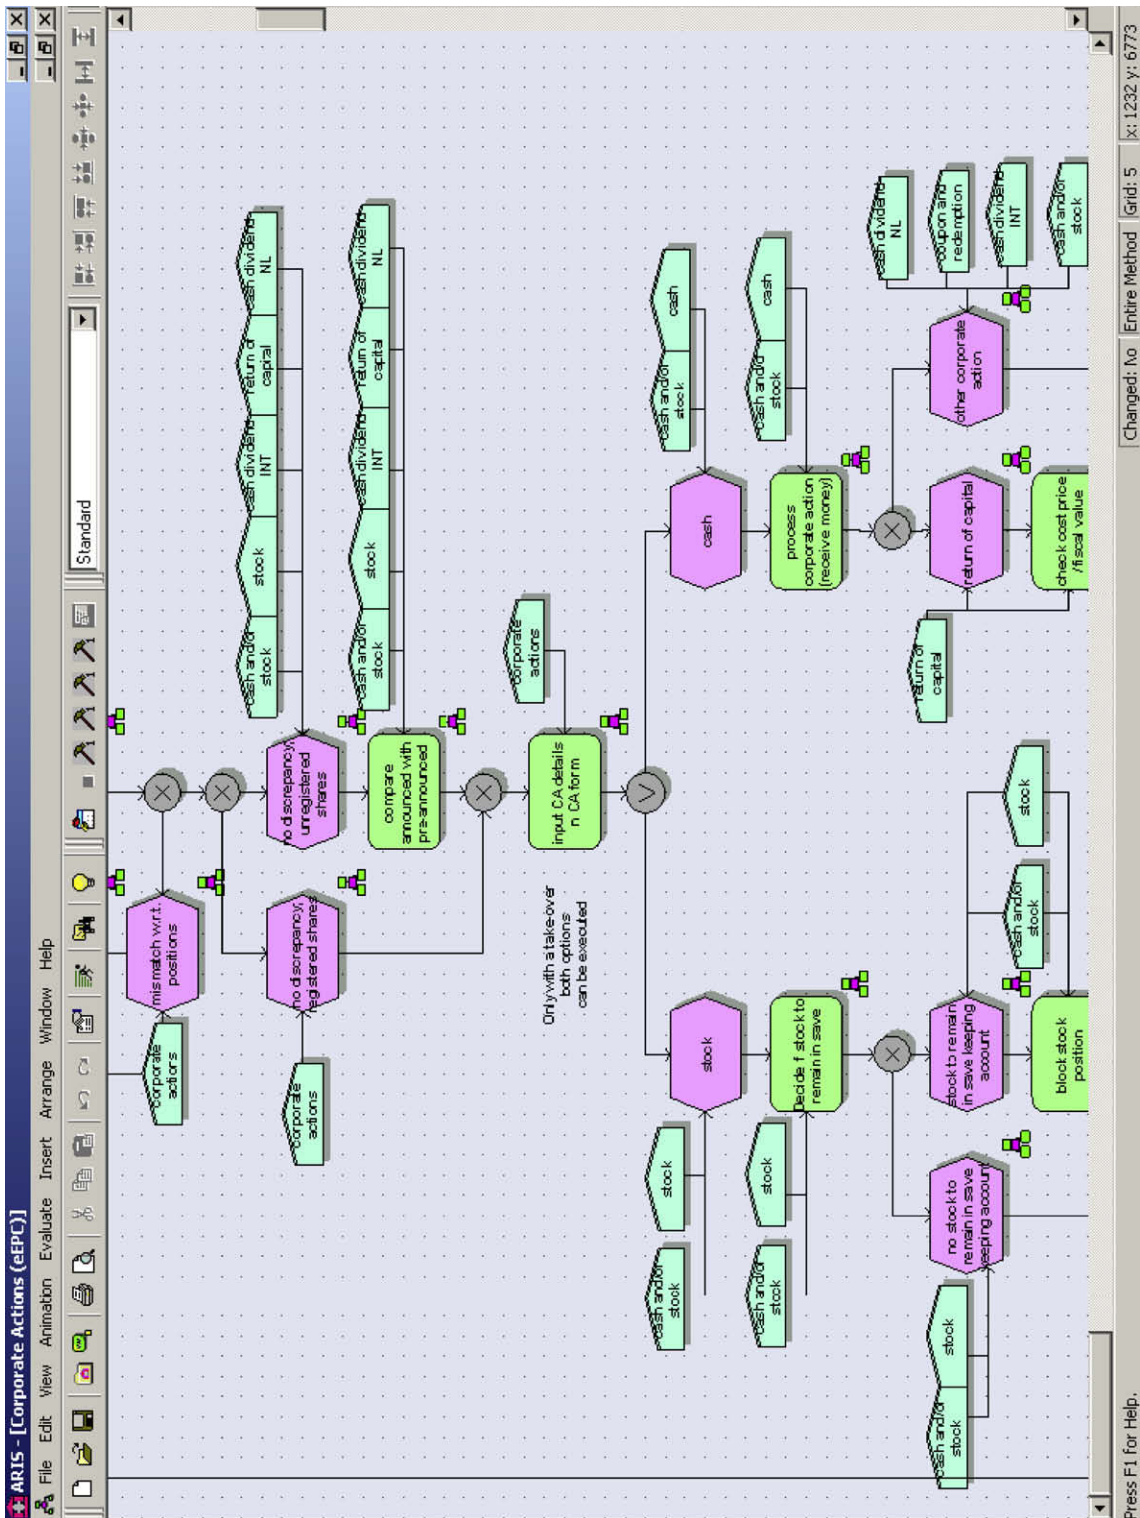 ARIS - [Corporate Actions (eEPC)]
File Edit View Animation Evaluate Insert Arrange Window Help
Standard
corporate
actions
mismatch w.r.t.
positions
corporate
actions
no discrepancy,
registered shares
no discrepancy,
unregistered
shares
cash and/or
stock
stock
cash dividend
INT
return of
capital
cash dividend
NL
compare
announced with
pre-announced
cash and/or
stock
stock
cash dividend
INT
return of
capital
cash dividend
NL
Only with a take-over
both options
can be executed
input CA details
n CA form
corporate
actions
cash and/or
stock
stock
stock
cash
cash and/or
stock
cash
cash and/or
stock
stock
Decide f stock to
remain in save
process
corporate action
(receive money)
cash and/d
stock
cash
cash and/or
stock
stock
no stock to
remain in save
keeping account
stock to remain
in save keeping
account
cash and/or
stock
stock
return of
capital
return of capital
other corporate
action
cash dividend
NL
coupon and
redemption
cash dividend
INT
cash and/or
stock
block stock
position
check cost price
/fiscal value
Press F1 for Help.
Changed: No
Entire Method
Grid: 5
x: 1232 y: 6773